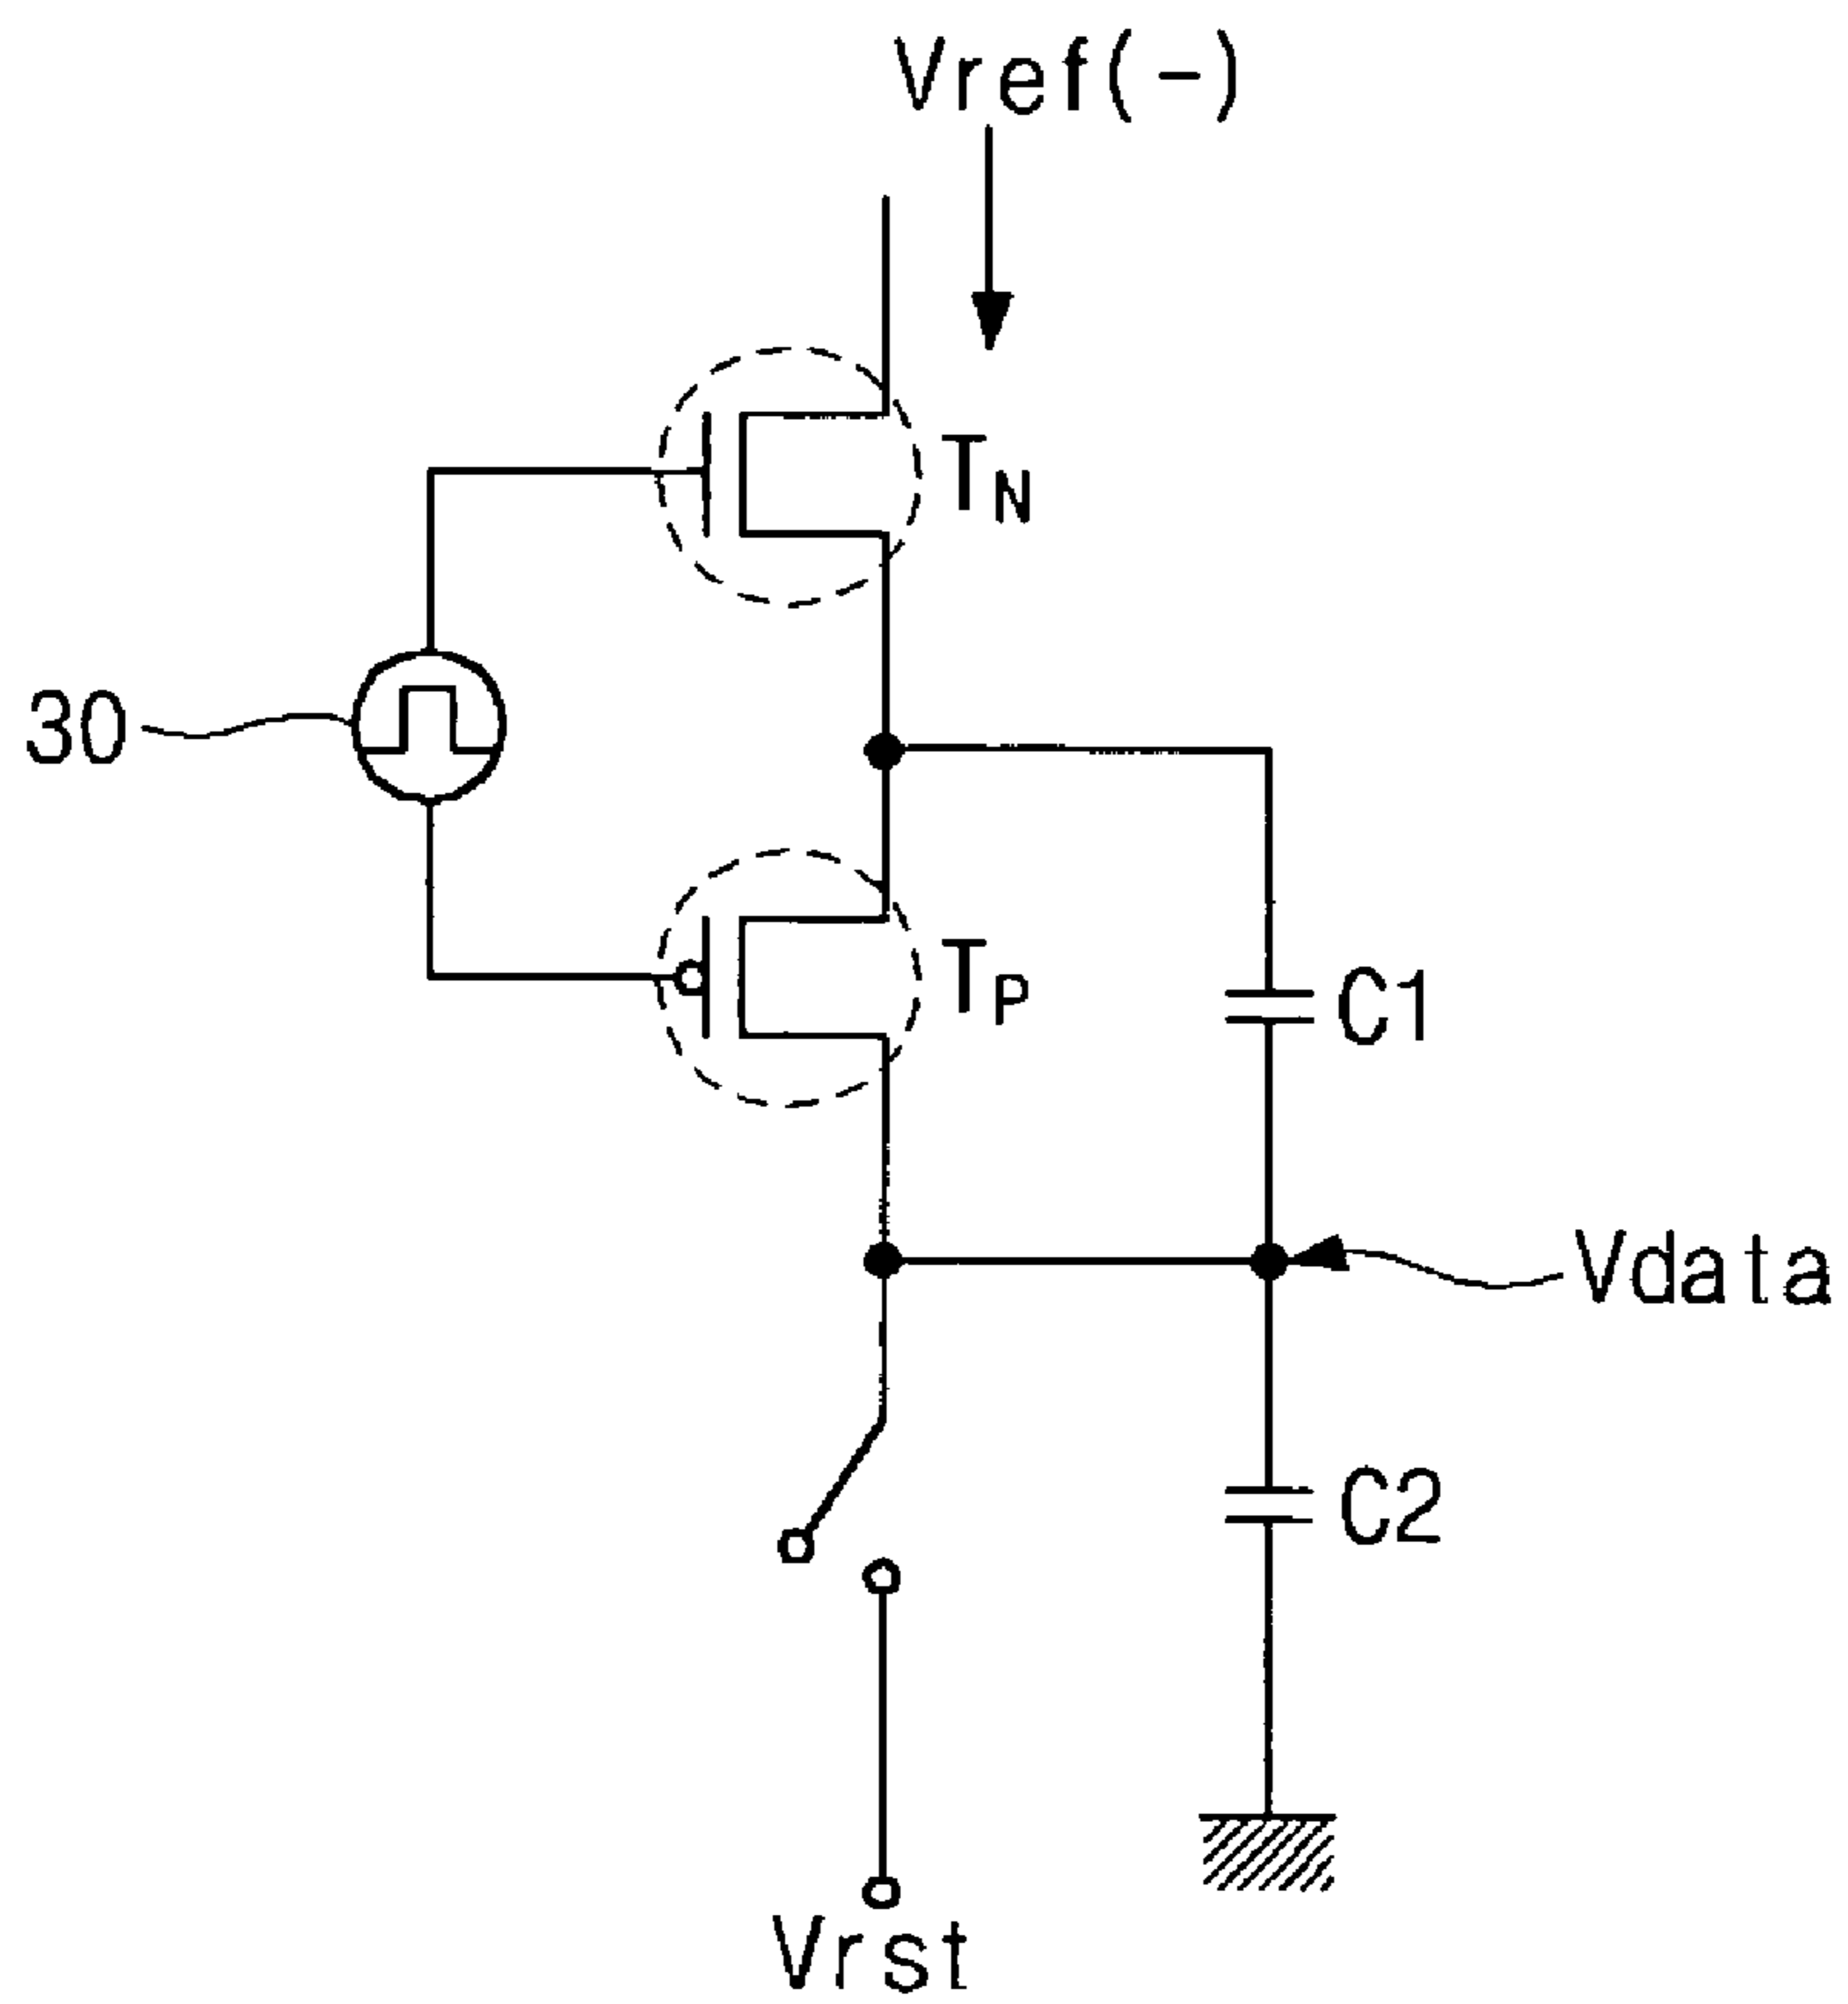 Vref(-)
TN
30
TP
C1
Vdata
C2
Vrst